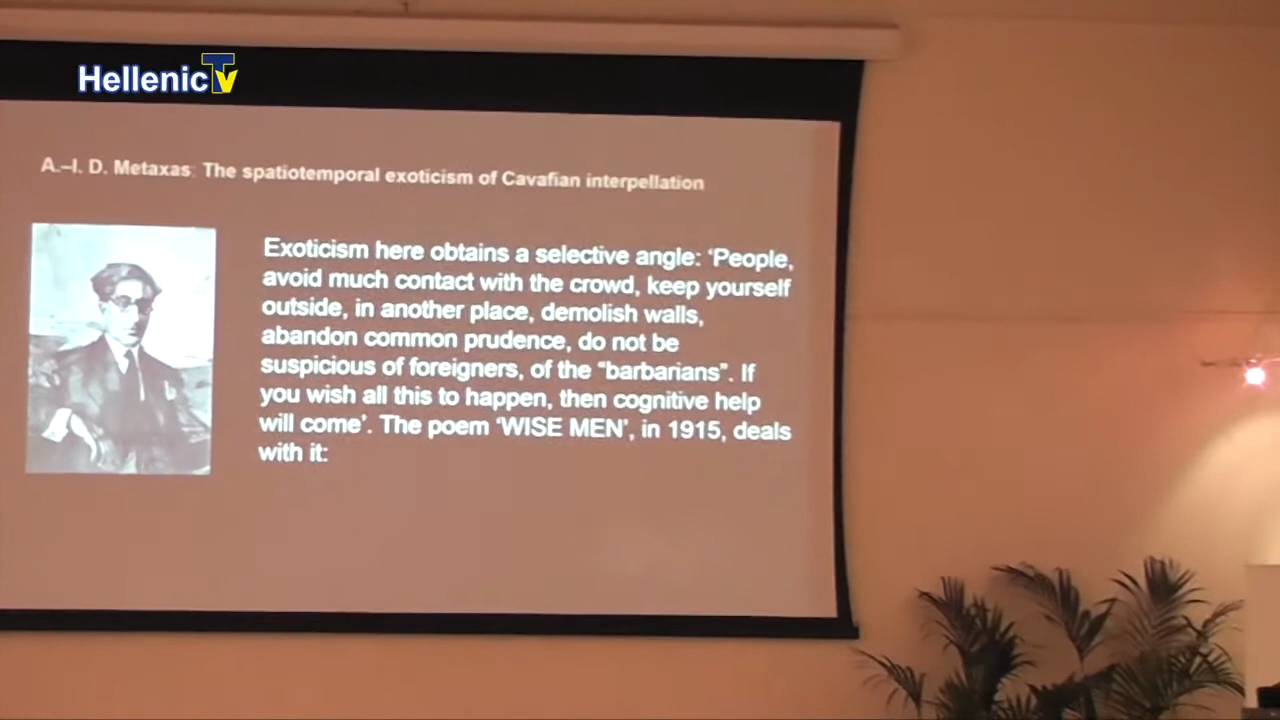 HellenicTv
A.–I. D. Metaxas: The spatiotemporal exoticism of Cavafian interpellation
Exoticism here obtains a selective angle: ‘People,
avoid much contact with the crowd, keep yourself
outside, in another place, demolish walls,
abandon common prudence, do not be
suspicious of foreigners, of the “barbarians”. If
you wish all this to happen, then cognitive help
will come’. The poem ‘WISE MEN’, in 1915, deals
with it: